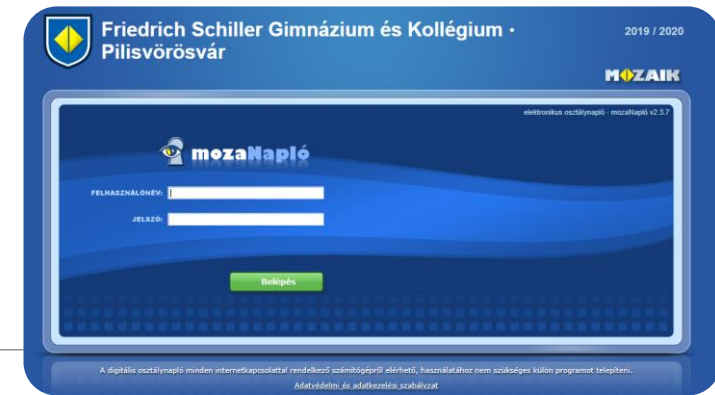 Friedrich Schiller Gimnázium és Kollégium ·
Pilisvörösvár
2019 / 2020
MOZAIK
elektronikus osztálynapló - mozaNapló v2.3.7
mozaNapló
FELHASZNÁLÓNÉV:
JELSZÓ:
Belépés
A digitális osztálynapló minden internetkapcsolattal rendelkező számítógépről elérhető, használatához nem szükséges külön programot telepíteni.
Adatvédelmi és adatkezelési szabályzat